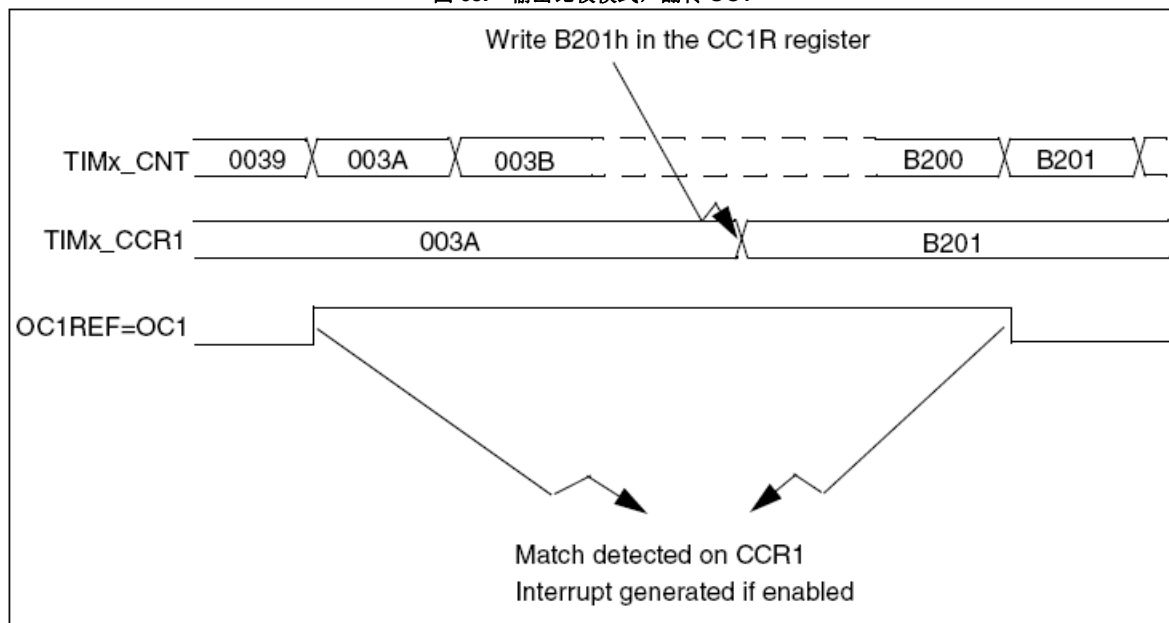 Write B201h in the CC1R register
TIMx_CNT 0039 003A 003B B200 B201
TIMx_CCR1 003A B201
OC1REF=OC1
Match detected on CCR1
Interrupt generated if enabled